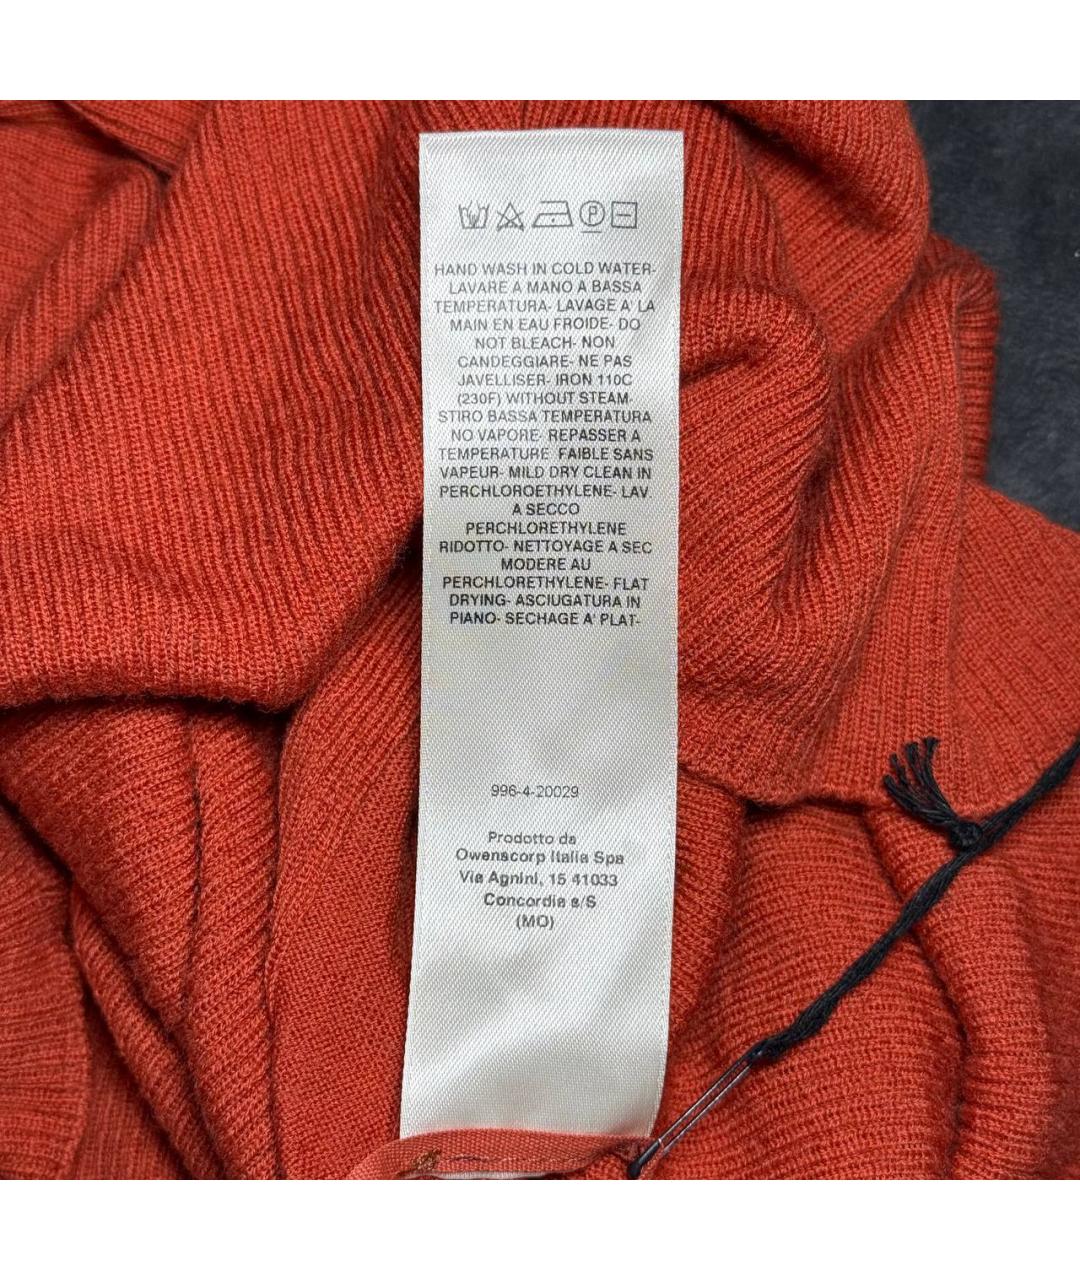 HAND WASH IN COLD WATER-
LAVARE A MANO A BASSA
TEMPERATURA- LAVAGE A' LA
MAIN EN EAU FROIDE- DO
NOT BLEACH- NON
CANDEGGIARE- NE PAS
JAVELLISER- IRON 110C
(230F) WITHOUT STEAM-
STIRO BASSA TEMPERATURA
NO VAPORE- REPASSER A
TEMPERATURE FAIBLE SANS
VAPEUR- MILD DRY CLEAN IN
PERCHLOROETHYLENE- LAV
A SECCO
PERCHLORETHYLENE
RIDOTTO- NETTOYAGE A SEC
MODERE AU
PERCHLORETHYLENE- FLAT
DRYING- ASCIUGATURA IN
PIANO- SECHAGE A' PLAT-
996-4-20029
Prodotto da
Owenscorp Italia Spa
Via Agnini, 15 41033
Concordia s/S
(MO)